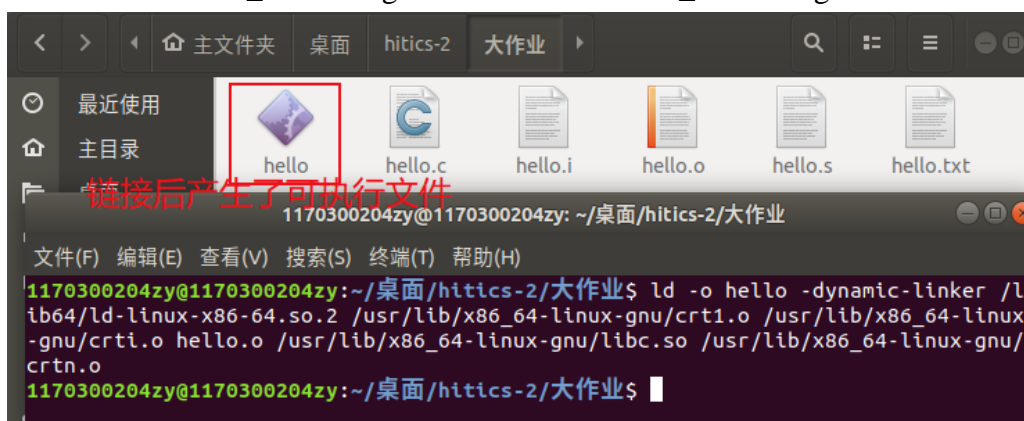 主文件夹 桌面 hitics-2 大作业
最近使用
主目录
hello hello.c hello.i hello.o hello.s hello.txt
链接后产生了可执行文件
1170300204zy@1170300204zy: ~/桌面/hitics-2/大作业
文件(F) 编辑(E) 查看(V) 搜索(S) 终端(T) 帮助(H)
1170300204zy@1170300204zy:~/桌面/hitics-2/大作业$ ld -o hello -dynamic-linker /l
ib64/ld-linux-x86-64.so.2 /usr/lib/x86_64-linux-gnu/crt1.o /usr/lib/x86_64-linux
-gnu/crti.o hello.o /usr/lib/x86_64-linux-gnu/libc.so /usr/lib/x86_64-linux-gnu/
crtn.o
1170300204zy@1170300204zy:~/桌面/hitics-2/大作业$